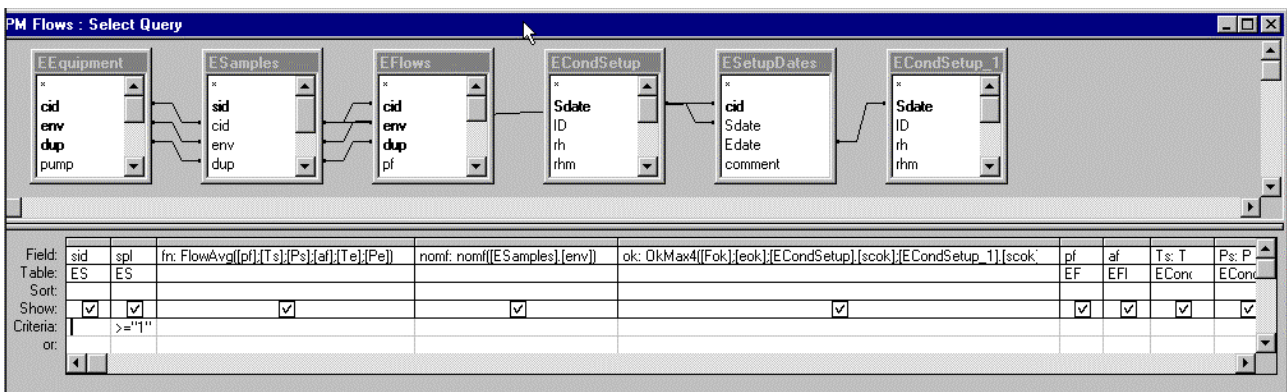 PM Flows : Select Query
EEquipment
*
cid
env
dup
pump
ESamples
*
sid
cid
env
dup
EFlows
*
cid
env
dup
pf
ECondSetup
*
Sdate
ID
rh
rhm
ESetupDates
*
cid
Sdate
Edate
comment
ECondSetup_1
*
Sdate
ID
rh
rhm
Field: sid spl fn: FlowAvg([pf];[Ts];[Ps];[af];[Te];[Pe]) nomf: nomf([ESamples].[env]) ok: OkMax4([Fok];[eok];[ECondSetup].[scok];[ECondSetup_1].[scok] pf af Ts: T Ps: P
Table: ES ES EF EFl ECon ECond
Sort:
Show:
Criteria: >="1"
or: